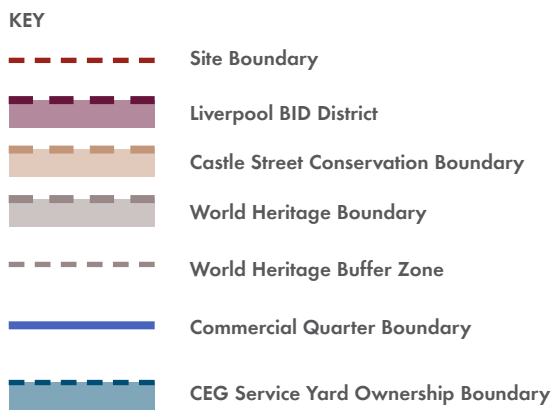 KEY
Site Boundary
Liverpool BID District
Castle Street Conservation Boundary
World Heritage Boundary
World Heritage Buffer Zone
Commercial Quarter Boundary
CEG Service Yard Ownership Boundary